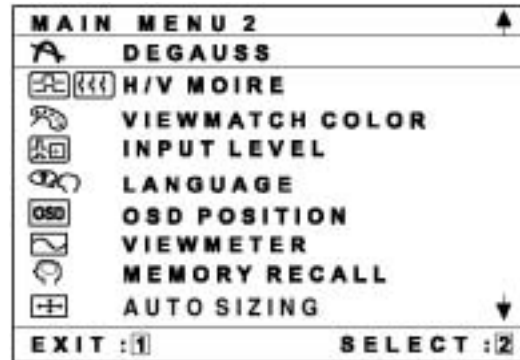 MAIN MENU 2
DEGAUSS
H/V MOIRE
VIEWMATCH COLOR
INPUT LEVEL
LANGUAGE
OSD OSD POSITION
VIEWMETER
MEMORY RECALL
AUTO SIZING
EXIT :1 SELECT :2